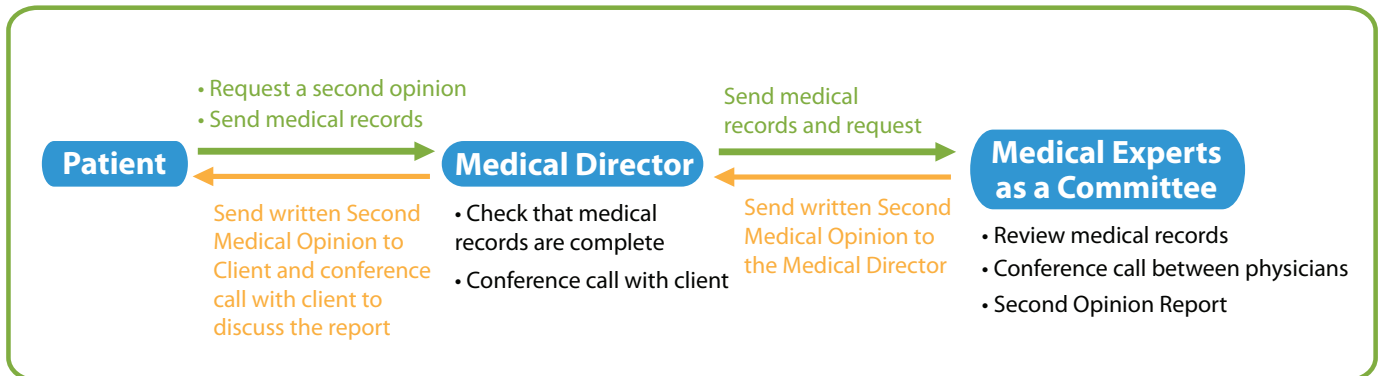 • Request a second opinion
• Send medical records
Patient
Send written Second
Medical Opinion to
Client and conference
call with client to
discuss the report
Medical Director
• Check that medical
records are complete
• Conference call with client
Send medical
records and request
Send written Second
Medical Opinion to
the Medical Director
Medical Experts
as a Committee
• Review medical records
• Conference call between physicians
• Second Opinion Report